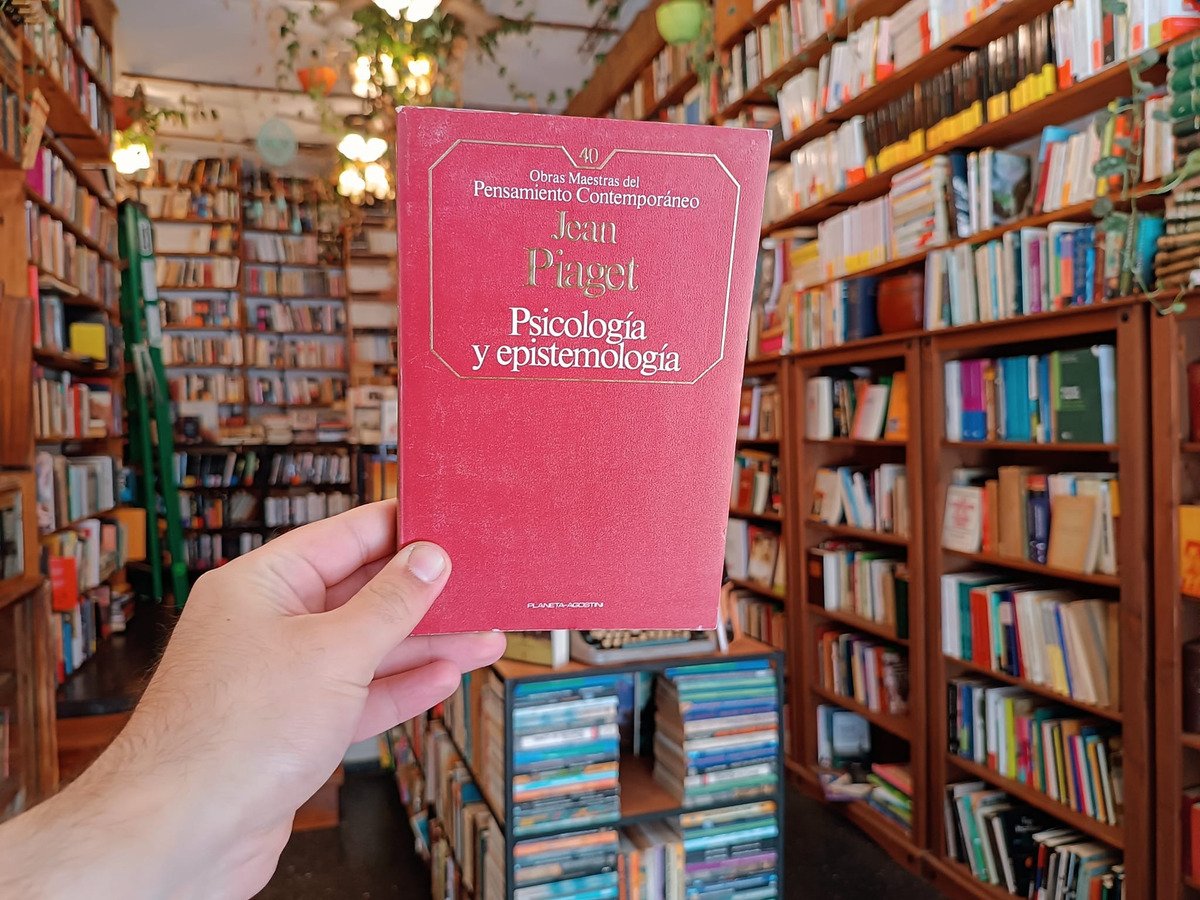 40
Obras Maestras del
Pensamiento Contemporáneo
Jean
Piaget
Psicología
y epistemología
PLANETA-AGOSTINI